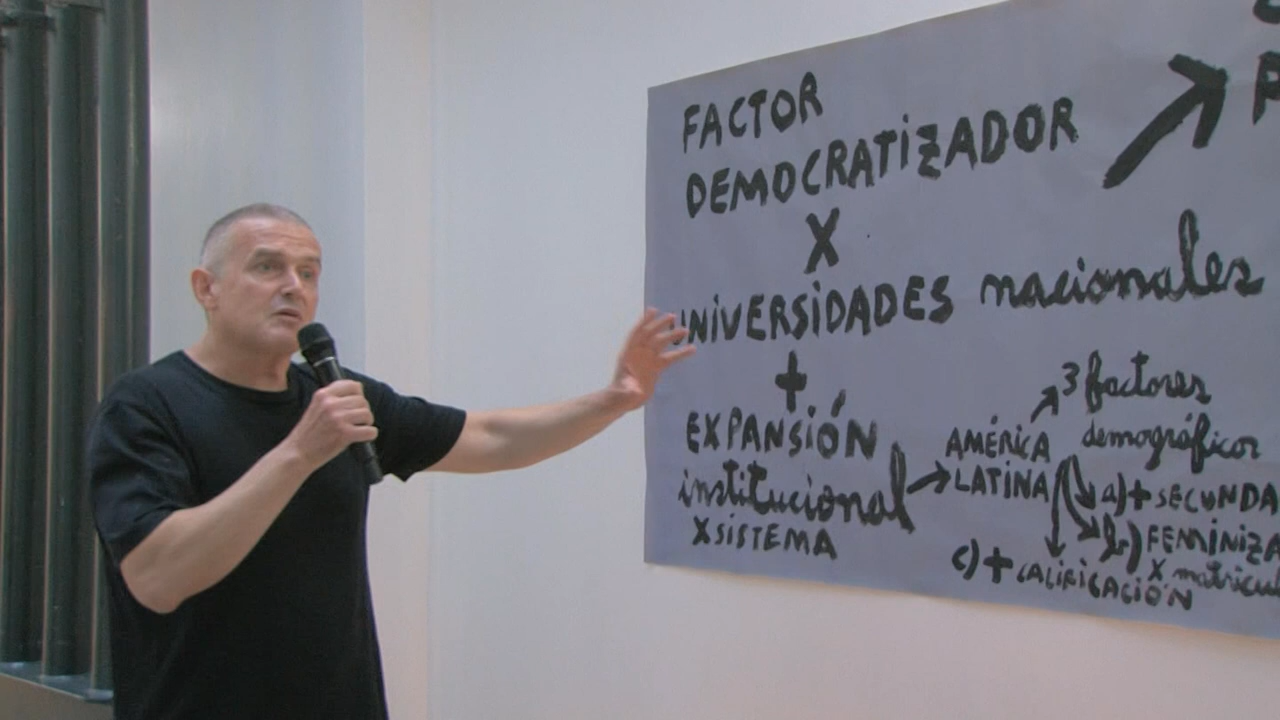 FACTOR
DEMOCRATiZADOR
X
UNiVERSiDADES nacionales
+
EXPANSiÓN
institucional
X SiSTEMA
AMÉRiCA
LATiNA
3 factores
demográficos
a) + SECUNDA
b) FEMiNiZA
X matricul
c) + CALiFiCACiÓN